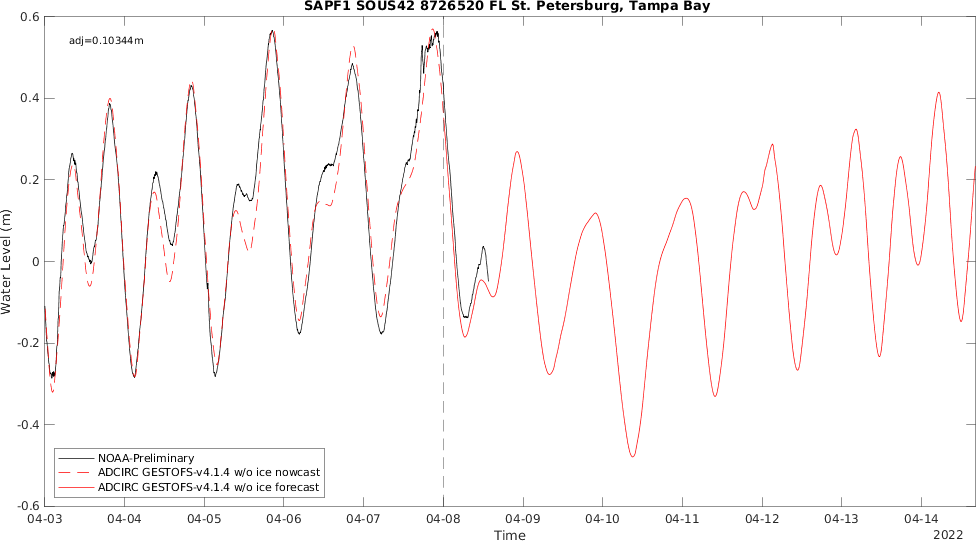 SAPF1 SOUS42 8726520 FL St. Petersburg, Tampa Bay
adj=0.10344m
0.6
0.4
0.2
0
-0.2
-0.4
-0.6
Water Level (m)
NOAA-Preliminary
ADCIRC GESTOFS-v4.1.4 w/o ice nowcast
ADCIRC GESTOFS-v4.1.4 w/o ice forecast
04-03 04-04 04-05 04-06 04-07 04-08 04-09 04-10 04-11 04-12 04-13 04-14
Time
2022